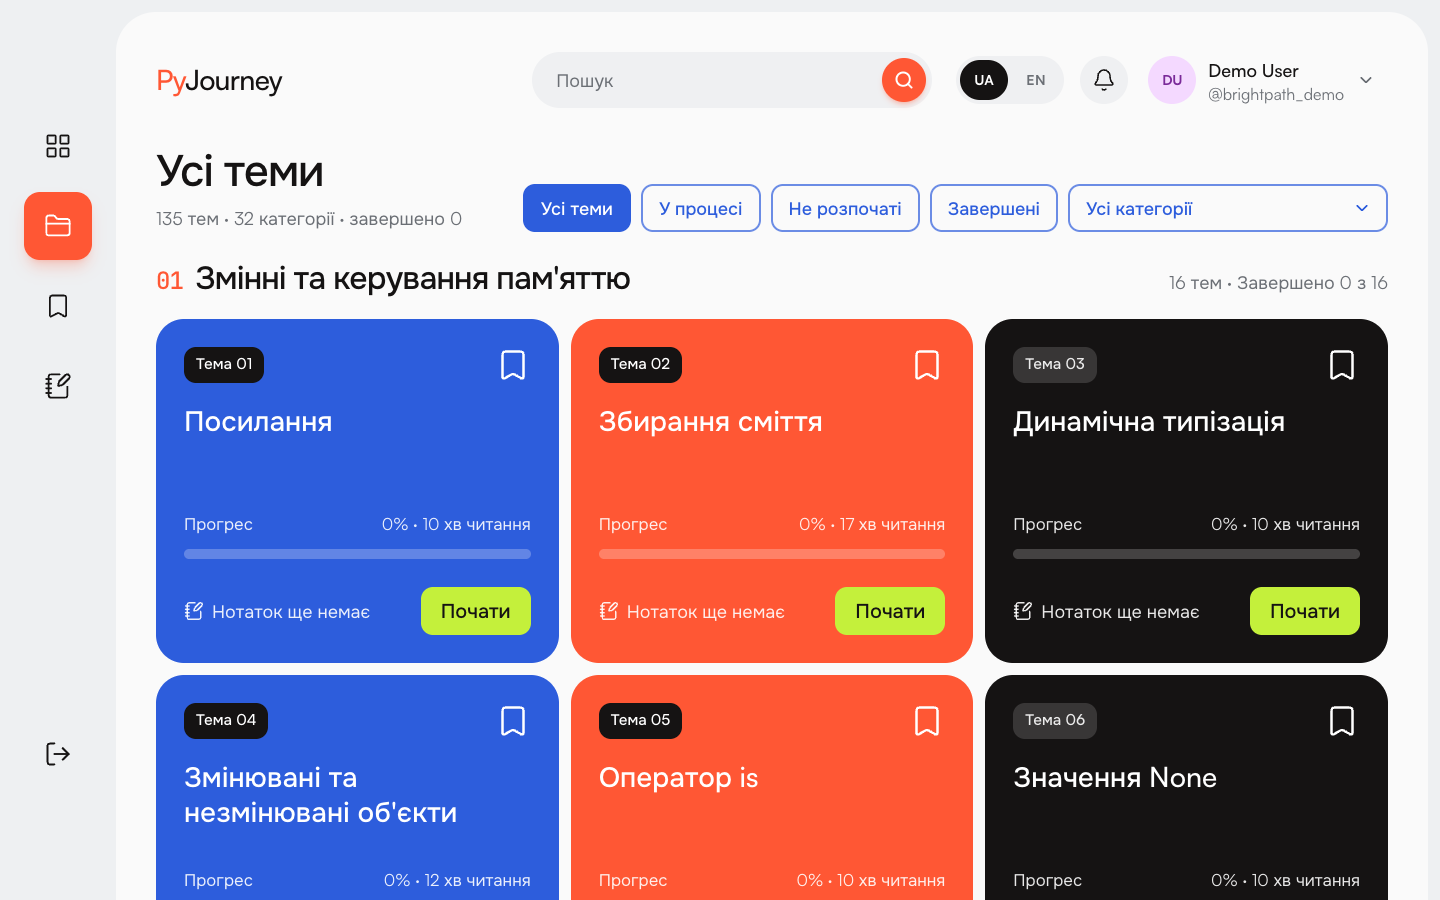 PyJourney
Пошук
UA
EN
DU
Demo User
@brightpath_demo
Усі теми
135 тем • 32 категорії • завершено 0
Усі теми
У процесі
Не розпочаті
Завершені
Усі категорії
01 Змінні та керування пам'яттю
16 тем • Завершено 0 з 16
Тема 01
Посилання
Прогрес
0% • 10 хв читання
Нотаток ще немає
Почати
Тема 02
Збирання сміття
Прогрес
0% • 17 хв читання
Нотаток ще немає
Почати
Тема 03
Динамічна типізація
Прогрес
0% • 10 хв читання
Нотаток ще немає
Почати
Тема 04
Змінювані та
незмінювані об'єкти
Прогрес
0% • 12 хв читання
Тема 05
Оператор is
Прогрес
0% • 10 хв читання
Тема 06
Значення None
Прогрес
0% • 10 хв читання